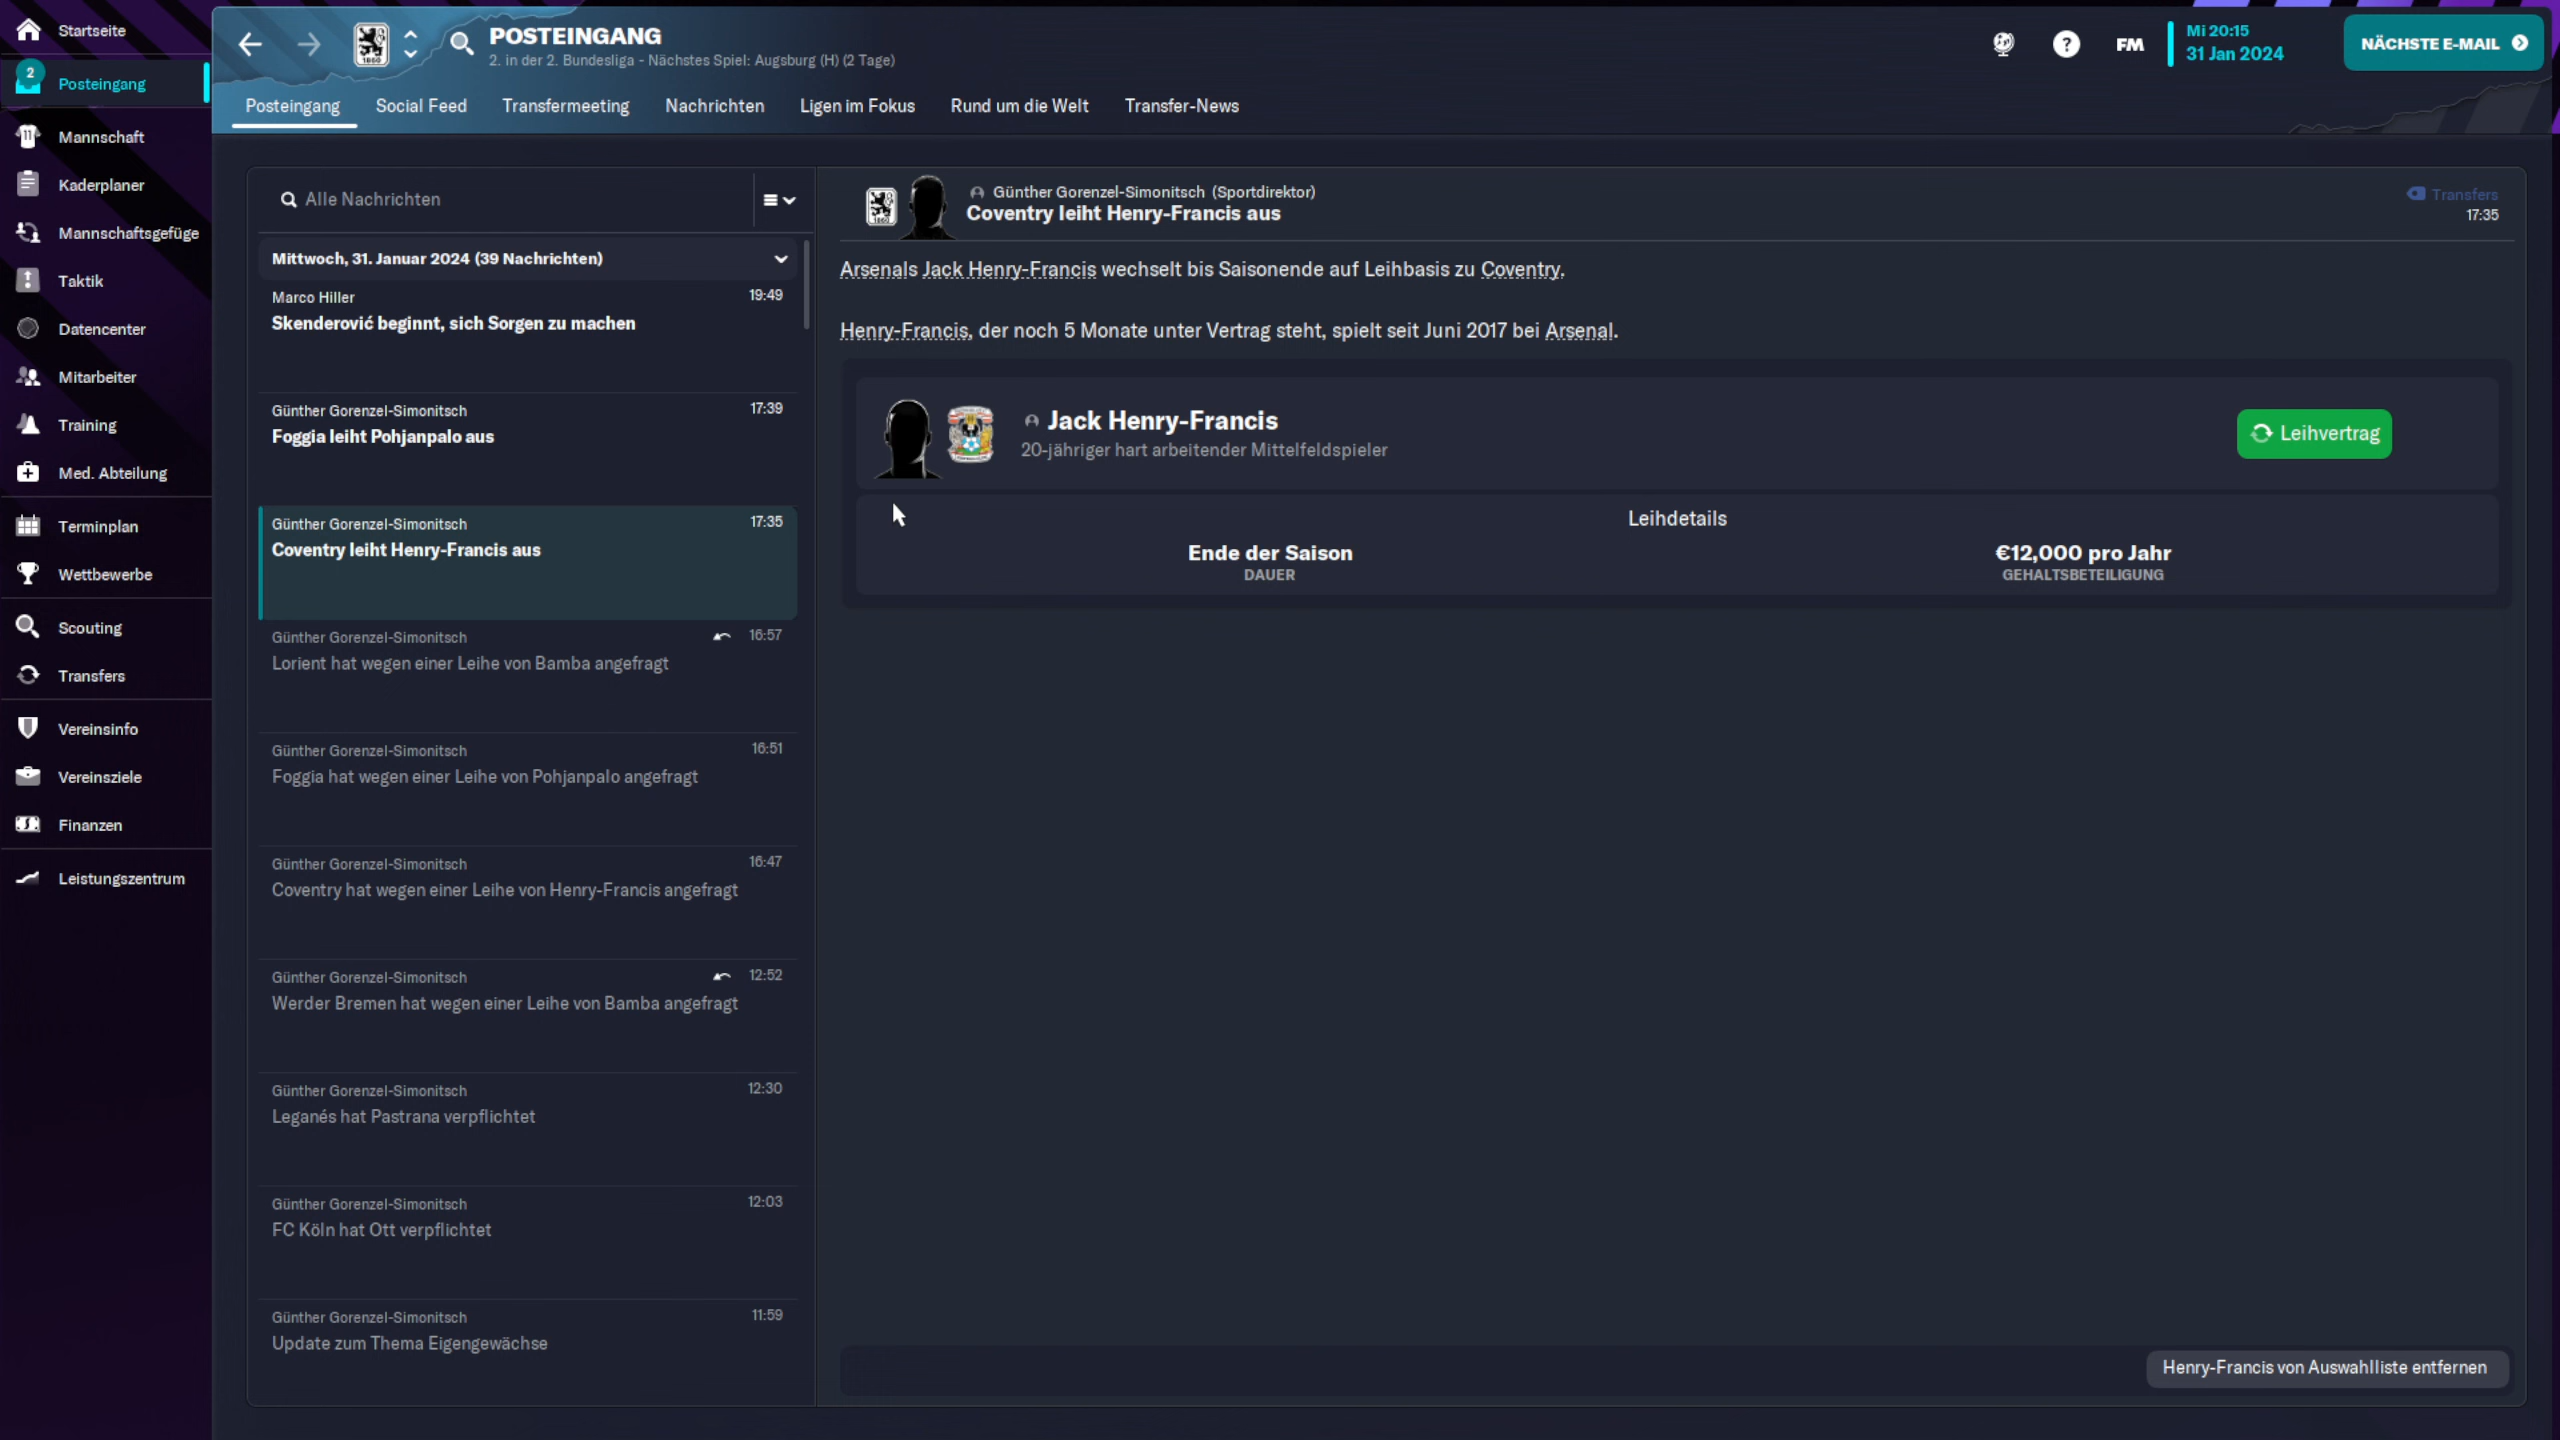 Startseite
2
Posteingang
Mannschaft
Kaderplaner
Mannschaftsgefüge
Taktik
Datencenter
Mitarbeiter
Training
Med. Abteilung
Terminplan
Wettbewerbe
Scouting
Transfers
Vereinsinfo
Vereinsziele
Finanzen
Leistungszentrum
POSTEINGANG
2. in der 2. Bundesliga - Nächstes Spiel: Augsburg (H) (2 Tage)
FM
Mi 20:15
31 Jan 2024
NÄCHSTE E-MAIL
Posteingang Social Feed Transfermeeting Nachrichten Ligen im Fokus Rund um die Welt Transfer-News
Alle Nachrichten
Mittwoch, 31. Januar 2024 (39 Nachrichten)
Marco Hiller 19:49
Skenderović beginnt, sich Sorgen zu machen
Günther Gorenzel-Simonitsch 17:39
Foggia leiht Pohjanpalo aus
Günther Gorenzel-Simonitsch 17:35
Coventry leiht Henry-Francis aus
Günther Gorenzel-Simonitsch 16:57
Lorient hat wegen einer Leihe von Bamba angefragt
Günther Gorenzel-Simonitsch 16:51
Foggia hat wegen einer Leihe von Pohjanpalo angefragt
Günther Gorenzel-Simonitsch 16:47
Coventry hat wegen einer Leihe von Henry-Francis angefragt
Günther Gorenzel-Simonitsch 12:52
Werder Bremen hat wegen einer Leihe von Bamba angefragt
Günther Gorenzel-Simonitsch 12:30
Leganés hat Pastrana verpflichtet
Günther Gorenzel-Simonitsch 12:03
FC Köln hat Ott verpflichtet
Günther Gorenzel-Simonitsch 11:59
Update zum Thema Eigengewächse
Günther Gorenzel-Simonitsch (Sportdirektor)
Coventry leiht Henry-Francis aus
Transfers
17:35
Arsenals Jack Henry-Francis wechselt bis Saisonende auf Leihbasis zu Coventry.
Henry-Francis, der noch 5 Monate unter Vertrag steht, spielt seit Juni 2017 bei Arsenal.
Jack Henry-Francis
20-jähriger hart arbeitender Mittelfeldspieler
Leihvertrag
Leihdetails
Ende der Saison
DAUER
€12,000 pro Jahr
GEHALTSBETEILIGUNG
Henry-Francis von Auswahlliste entfernen